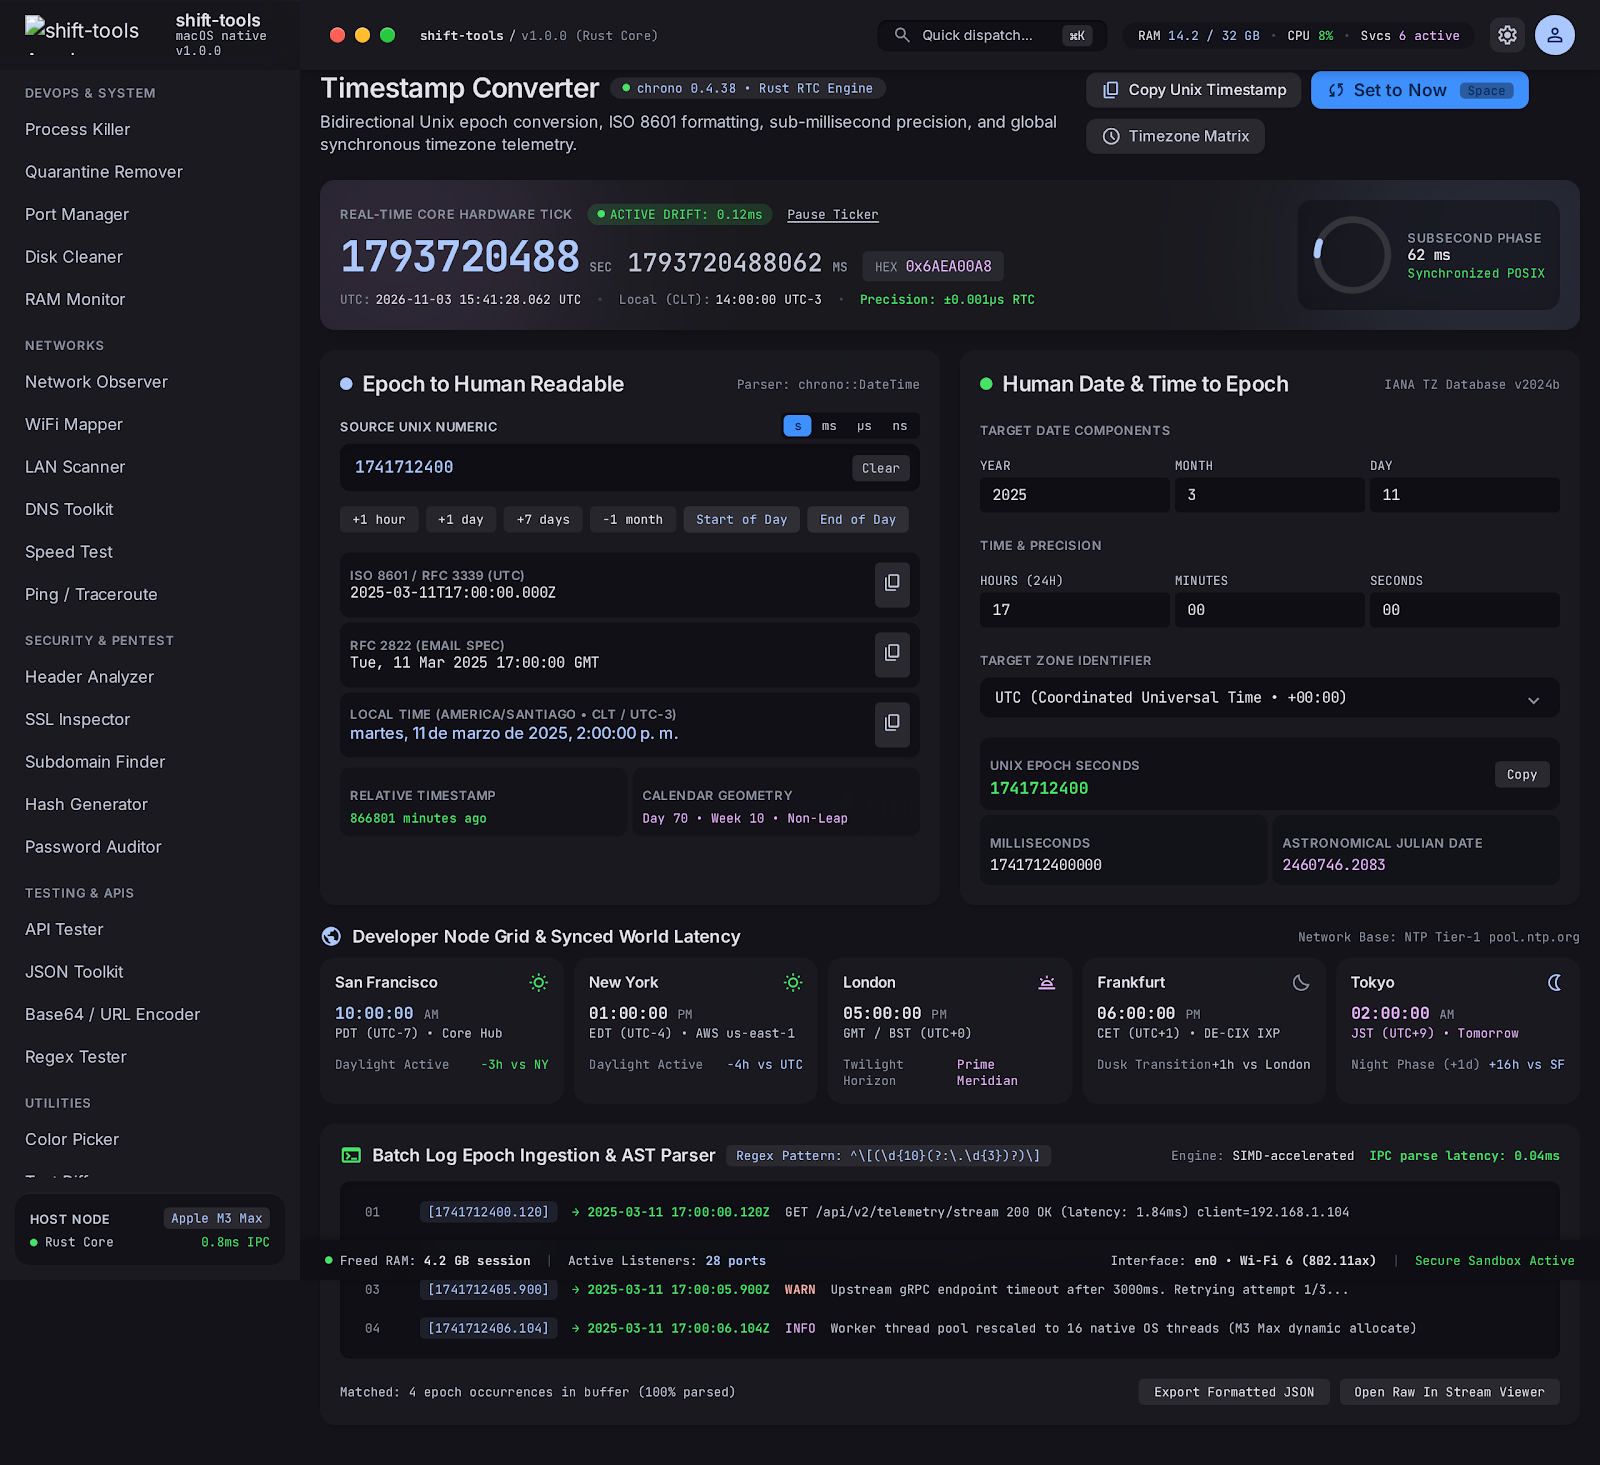 shift-tools
shift-tools
macOS native
v1.0.0
shift-tools / v1.0.0 (Rust Core)
Quick dispatch... ⌘K
RAM 14.2 / 32 GB • CPU 8% • Svcs 6 active
DEVOPS & SYSTEM
Process Killer
Quarantine Remover
Port Manager
Disk Cleaner
RAM Monitor
NETWORKS
Network Observer
WiFi Mapper
LAN Scanner
DNS Toolkit
Speed Test
Ping / Traceroute
SECURITY & PENTEST
Header Analyzer
SSL Inspector
Subdomain Finder
Hash Generator
Password Auditor
TESTING & APIS
API Tester
JSON Toolkit
Base64 / URL Encoder
Regex Tester
UTILITIES
Color Picker
HOST NODE Apple M3 Max
Rust Core 0.8ms IPC
Timestamp Converter
chrono 0.4.38 • Rust RTC Engine
Bidirectional Unix epoch conversion, ISO 8601 formatting, sub-millisecond precision, and global
synchronous timezone telemetry.
Copy Unix Timestamp
Set to Now Space
Timezone Matrix
REAL-TIME CORE HARDWARE TICK ACTIVE DRIFT: 0.12ms Pause Ticker
1793720488 SEC 1793720488062 MS HEX 0x6AEA00A8
UTC: 2026-11-03 15:41:28.062 UTC • Local (CLT): 14:00:00 UTC-3 • Precision: ±0.001µs RTC
SUBSECOND PHASE
62 ms
Synchronized POSIX
Epoch to Human Readable Parser: chrono::DateTime
SOURCE UNIX NUMERIC s ms µs ns
1741712400 Clear
+1 hour +1 day +7 days -1 month Start of Day End of Day
ISO 8601 / RFC 3339 (UTC)
2025-03-11T17:00:00.000Z
RFC 2822 (EMAIL SPEC)
Tue, 11 Mar 2025 17:00:00 GMT
LOCAL TIME (AMERICA/SANTIAGO • CLT / UTC-3)
martes, 11 de marzo de 2025, 2:00:00 p. m.
RELATIVE TIMESTAMP
866801 minutes ago
CALENDAR GEOMETRY
Day 70 • Week 10 • Non-Leap
Human Date & Time to Epoch IANA TZ Database v2024b
TARGET DATE COMPONENTS
YEAR MONTH DAY
2025 3 11
TIME & PRECISION
HOURS (24H) MINUTES SECONDS
17 00 00
TARGET ZONE IDENTIFIER
UTC (Coordinated Universal Time • +00:00)
UNIX EPOCH SECONDS
1741712400
Copy
MILLISECONDS
1741712400000
ASTRONOMICAL JULIAN DATE
2460746.2083
Developer Node Grid & Synced World Latency Network Base: NTP Tier-1 pool.ntp.org
San Francisco
10:00:00 AM
PDT (UTC-7) • Core Hub
Daylight Active -3h vs NY
New York
01:00:00 PM
EDT (UTC-4) • AWS us-east-1
Daylight Active -4h vs UTC
London
05:00:00 PM
GMT / BST (UTC+0)
Twilight Prime
Horizon Meridian
Frankfurt
06:00:00 PM
CET (UTC+1) • DE-CIX IXP
Dusk Transition +1h vs London
Tokyo
02:00:00 AM
JST (UTC+9) • Tomorrow
Night Phase (+1d) +16h vs SF
Batch Log Epoch Ingestion & AST Parser Regex Pattern: ^\[(\d{10}(?:\.\d{3})?)\] Engine: SIMD-accelerated IPC parse latency: 0.04ms
01 [1741712400.120] → 2025-03-11 17:00:00.120Z GET /api/v2/telemetry/stream 200 OK (latency: 1.84ms) client=192.168.1.104
Freed RAM: 4.2 GB session | Active Listeners: 28 ports Interface: en0 • Wi-Fi 6 (802.11ax) | Secure Sandbox Active
03 [1741712405.900] → 2025-03-11 17:00:05.900Z WARN Upstream gRPC endpoint timeout after 3000ms. Retrying attempt 1/3...
04 [1741712406.104] → 2025-03-11 17:00:06.104Z INFO Worker thread pool rescaled to 16 native OS threads (M3 Max dynamic allocate)
Matched: 4 epoch occurrences in buffer (100% parsed) Export Formatted JSON Open Raw In Stream Viewer